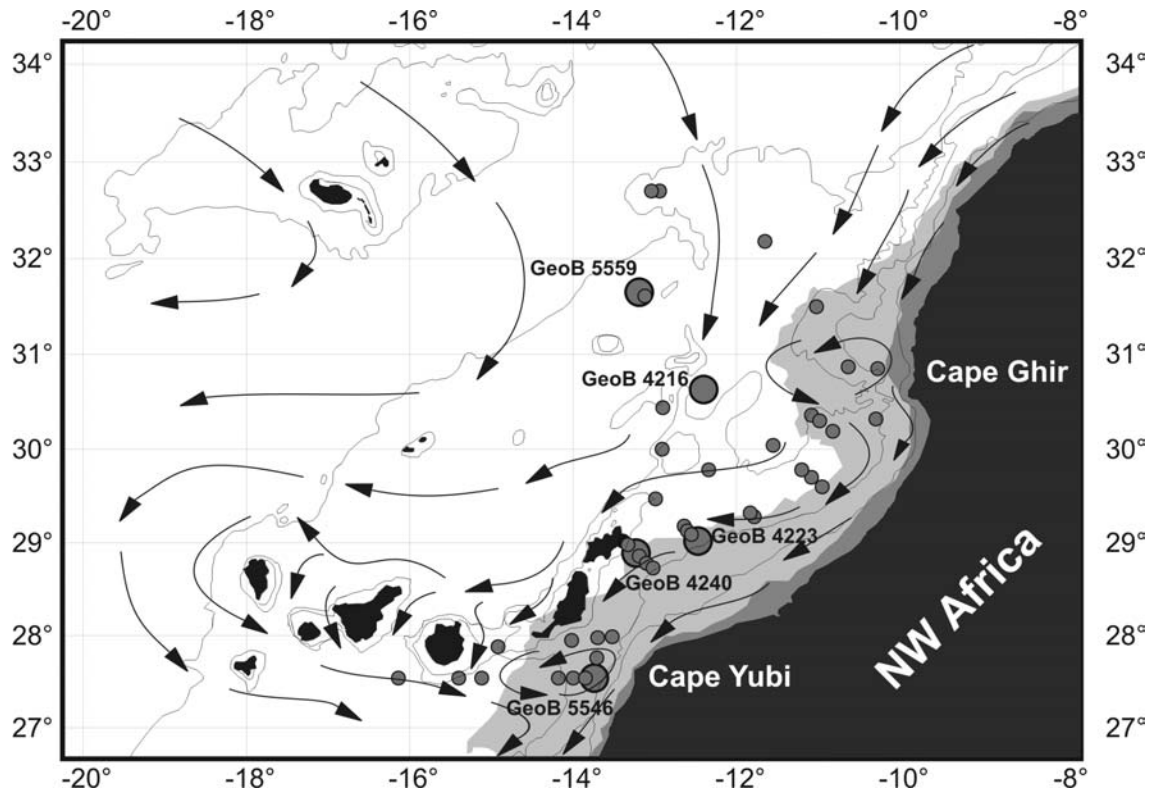 -20° -18° -16° -14° -12° -10° -8°
34° 34°
33° 33°
32° 32°
GeoB 5559
31° 31°
GeoB 4216
Cape Ghir
30° 30°
29° 29°
GeoB 4223
GeoB 4240
NW Africa
28° 28°
Cape Yubi
GeoB 5546
27° 27°
-20° -18° -16° -14° -12° -10° -8°